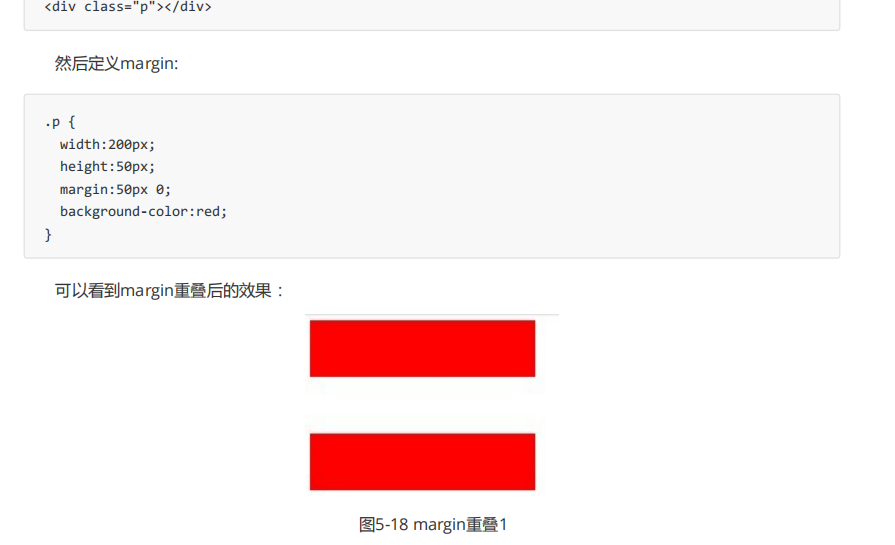 <div class="p"></div>
然后定义margin:
.p {
  width:200px;
  height:50px;
  margin:50px 0;
  background-color:red;
}
可以看到margin重叠后的效果：
图5-18 margin重叠1